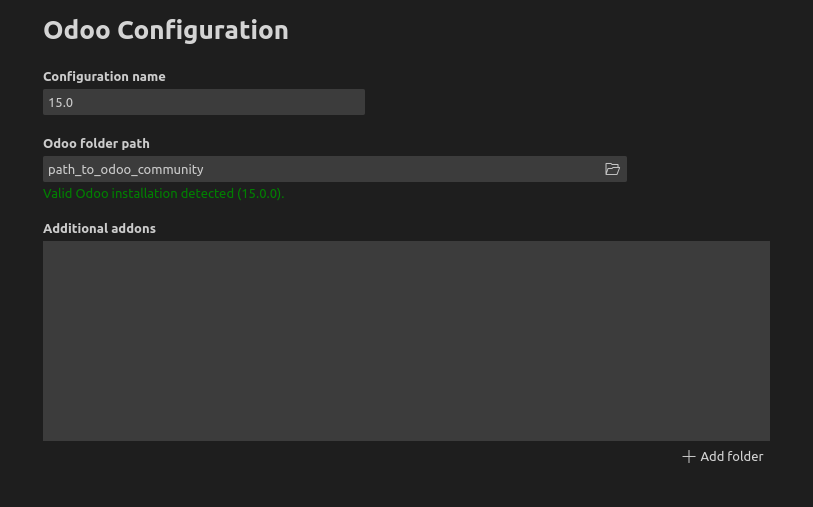 Odoo Configuration
Configuration name
15.0
Odoo folder path
path_to_odoo_community
Valid Odoo installation detected (15.0.0).
Additional addons
Add folder